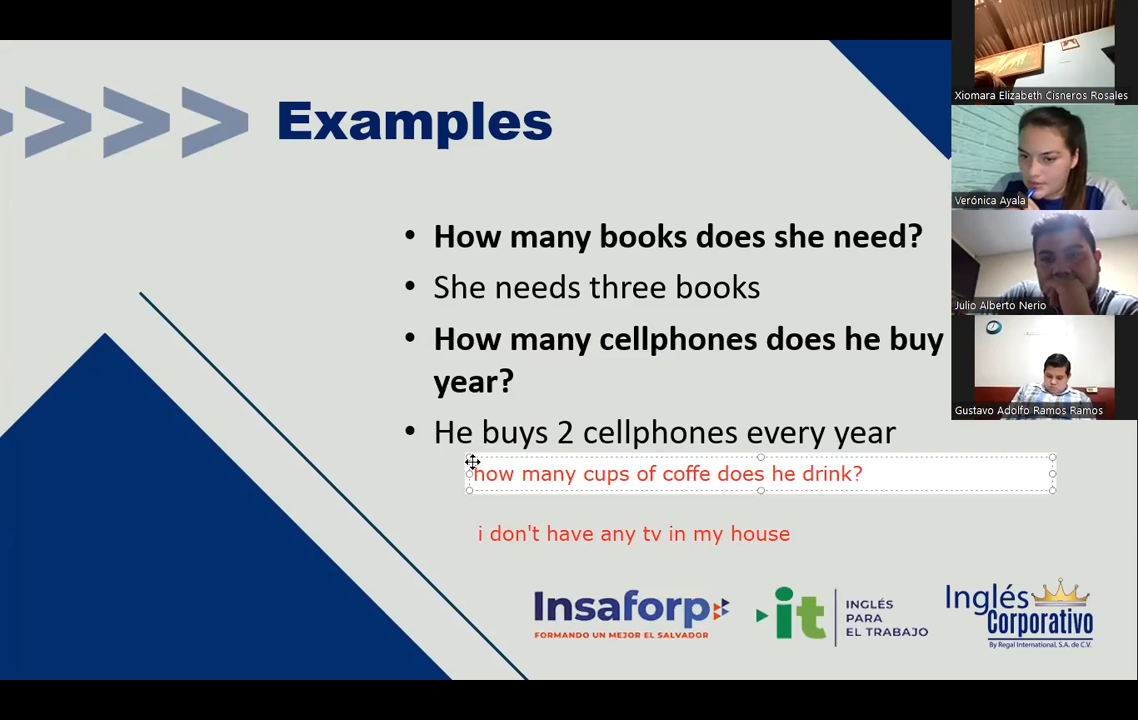 Examples
How many books does she need?
She needs three books
How many cellphones does he buy
year?
He buys 2 cellphones every year
how many cups of coffe does he drink?
i don't have any tv in my house
Insaforp
FORMANDO UN MEJOR EL SALVADOR
it
INGLÉS
PARA
EL TRABAJO
Inglés
Corporativo
By Regal International, S.A. de C.V.
Xiomara Elizabeth Cisneros Rosales
Verónica Ayala
Julio Alberto Nerio
Gustavo Adolfo Ramos Ramos